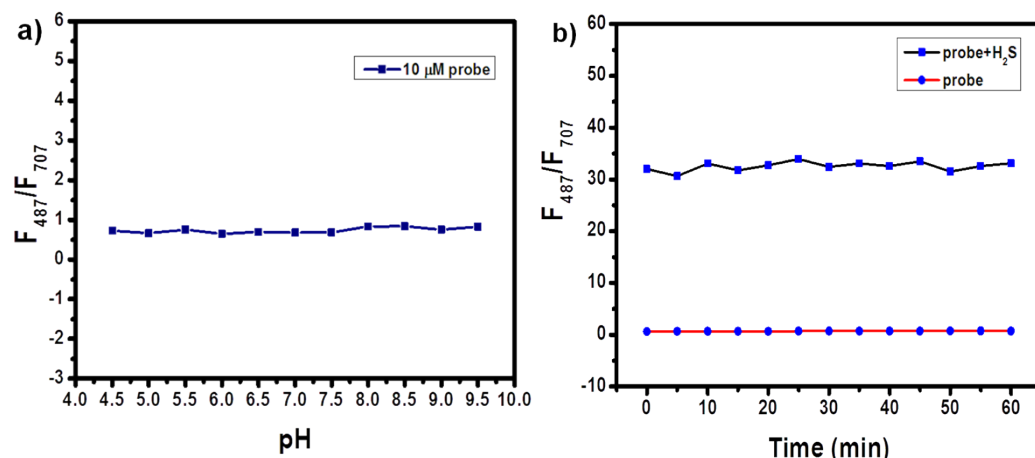 a)
10 μM probe
F487/F707
6
5
4
3
2
1
0
-1
-2
-3
4.0 4.5 5.0 5.5 6.0 6.5 7.0 7.5 8.0 8.5 9.0 9.5 10.0
pH
b)
probe+H2S
probe
F487/F707
60
50
40
30
20
10
0
-10
0 10 20 30 40 50 60
Time (min)